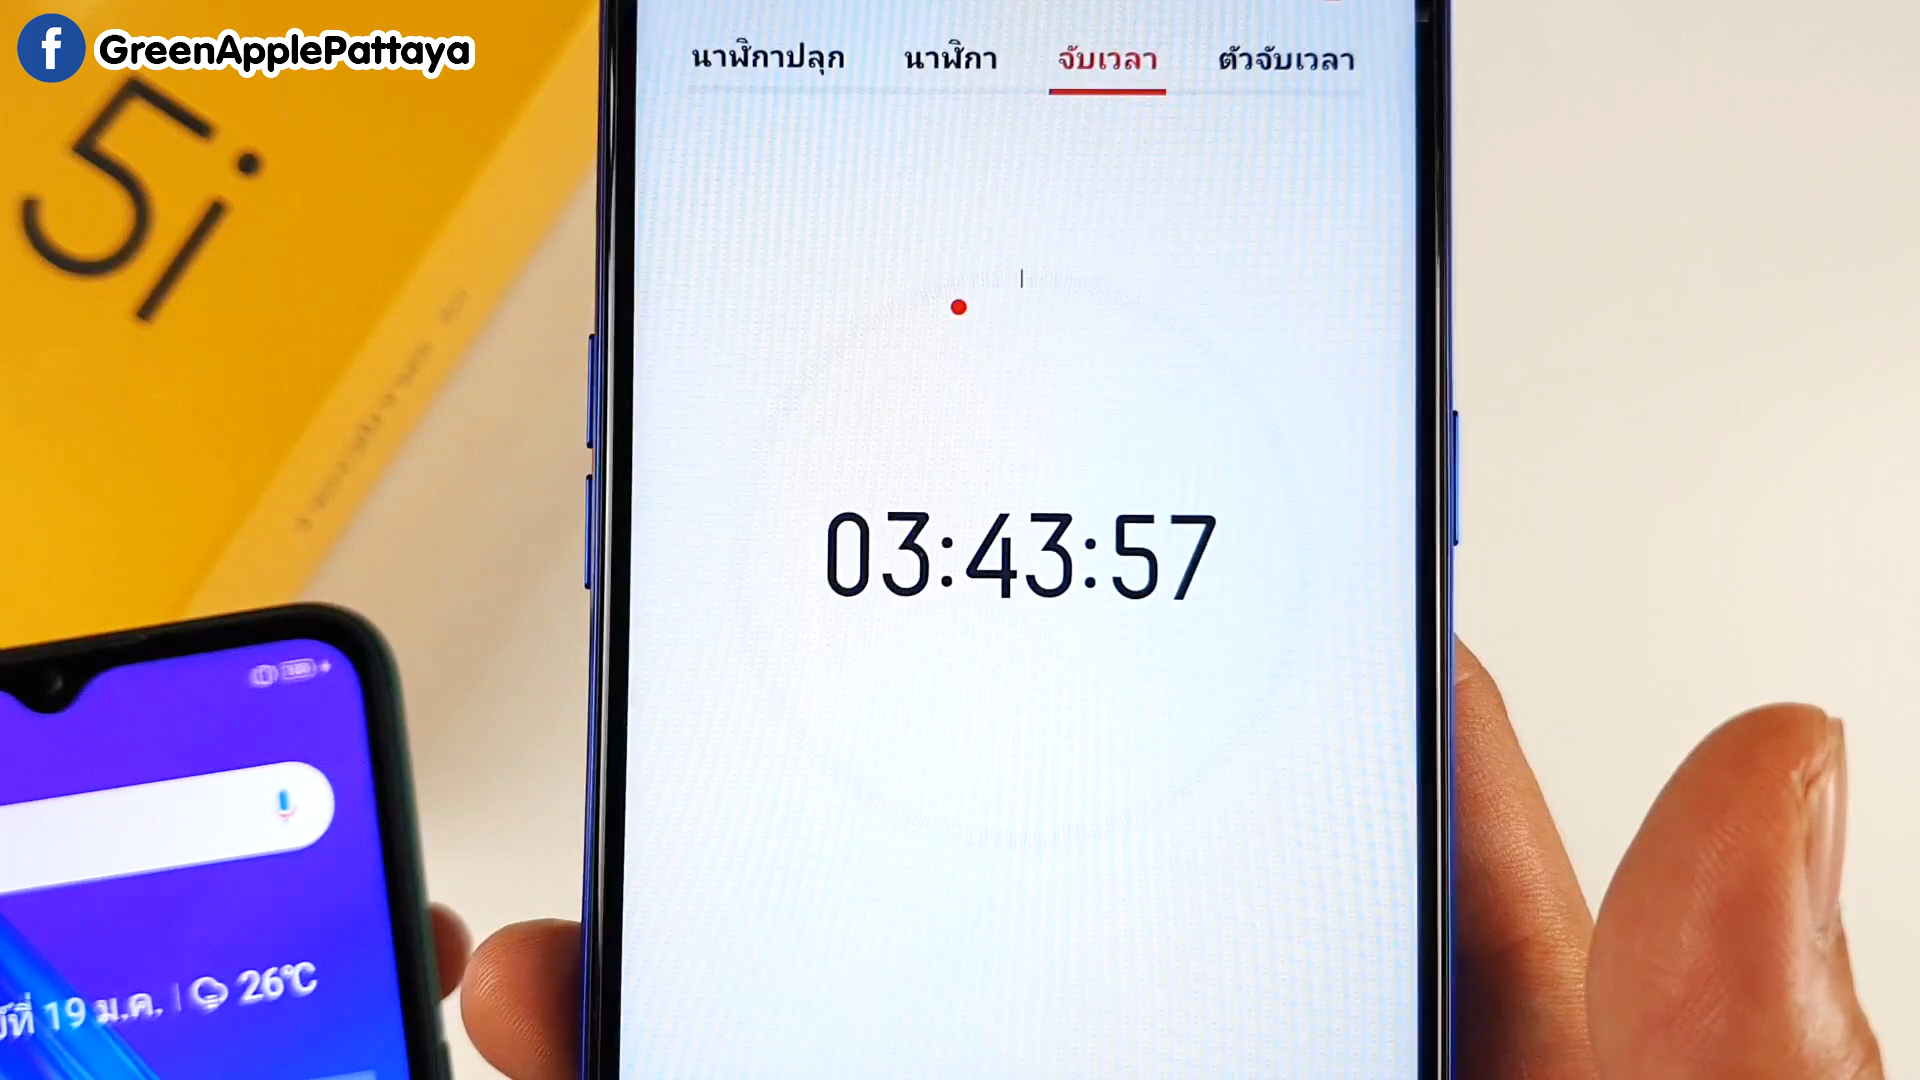 f GreenApplePattaya
5i
นาฬิกาปลุก นาฬิกา จับเวลา ตัวจับเวลา
03:43:57
100
ที่ 19 ม.ค. | 26°C